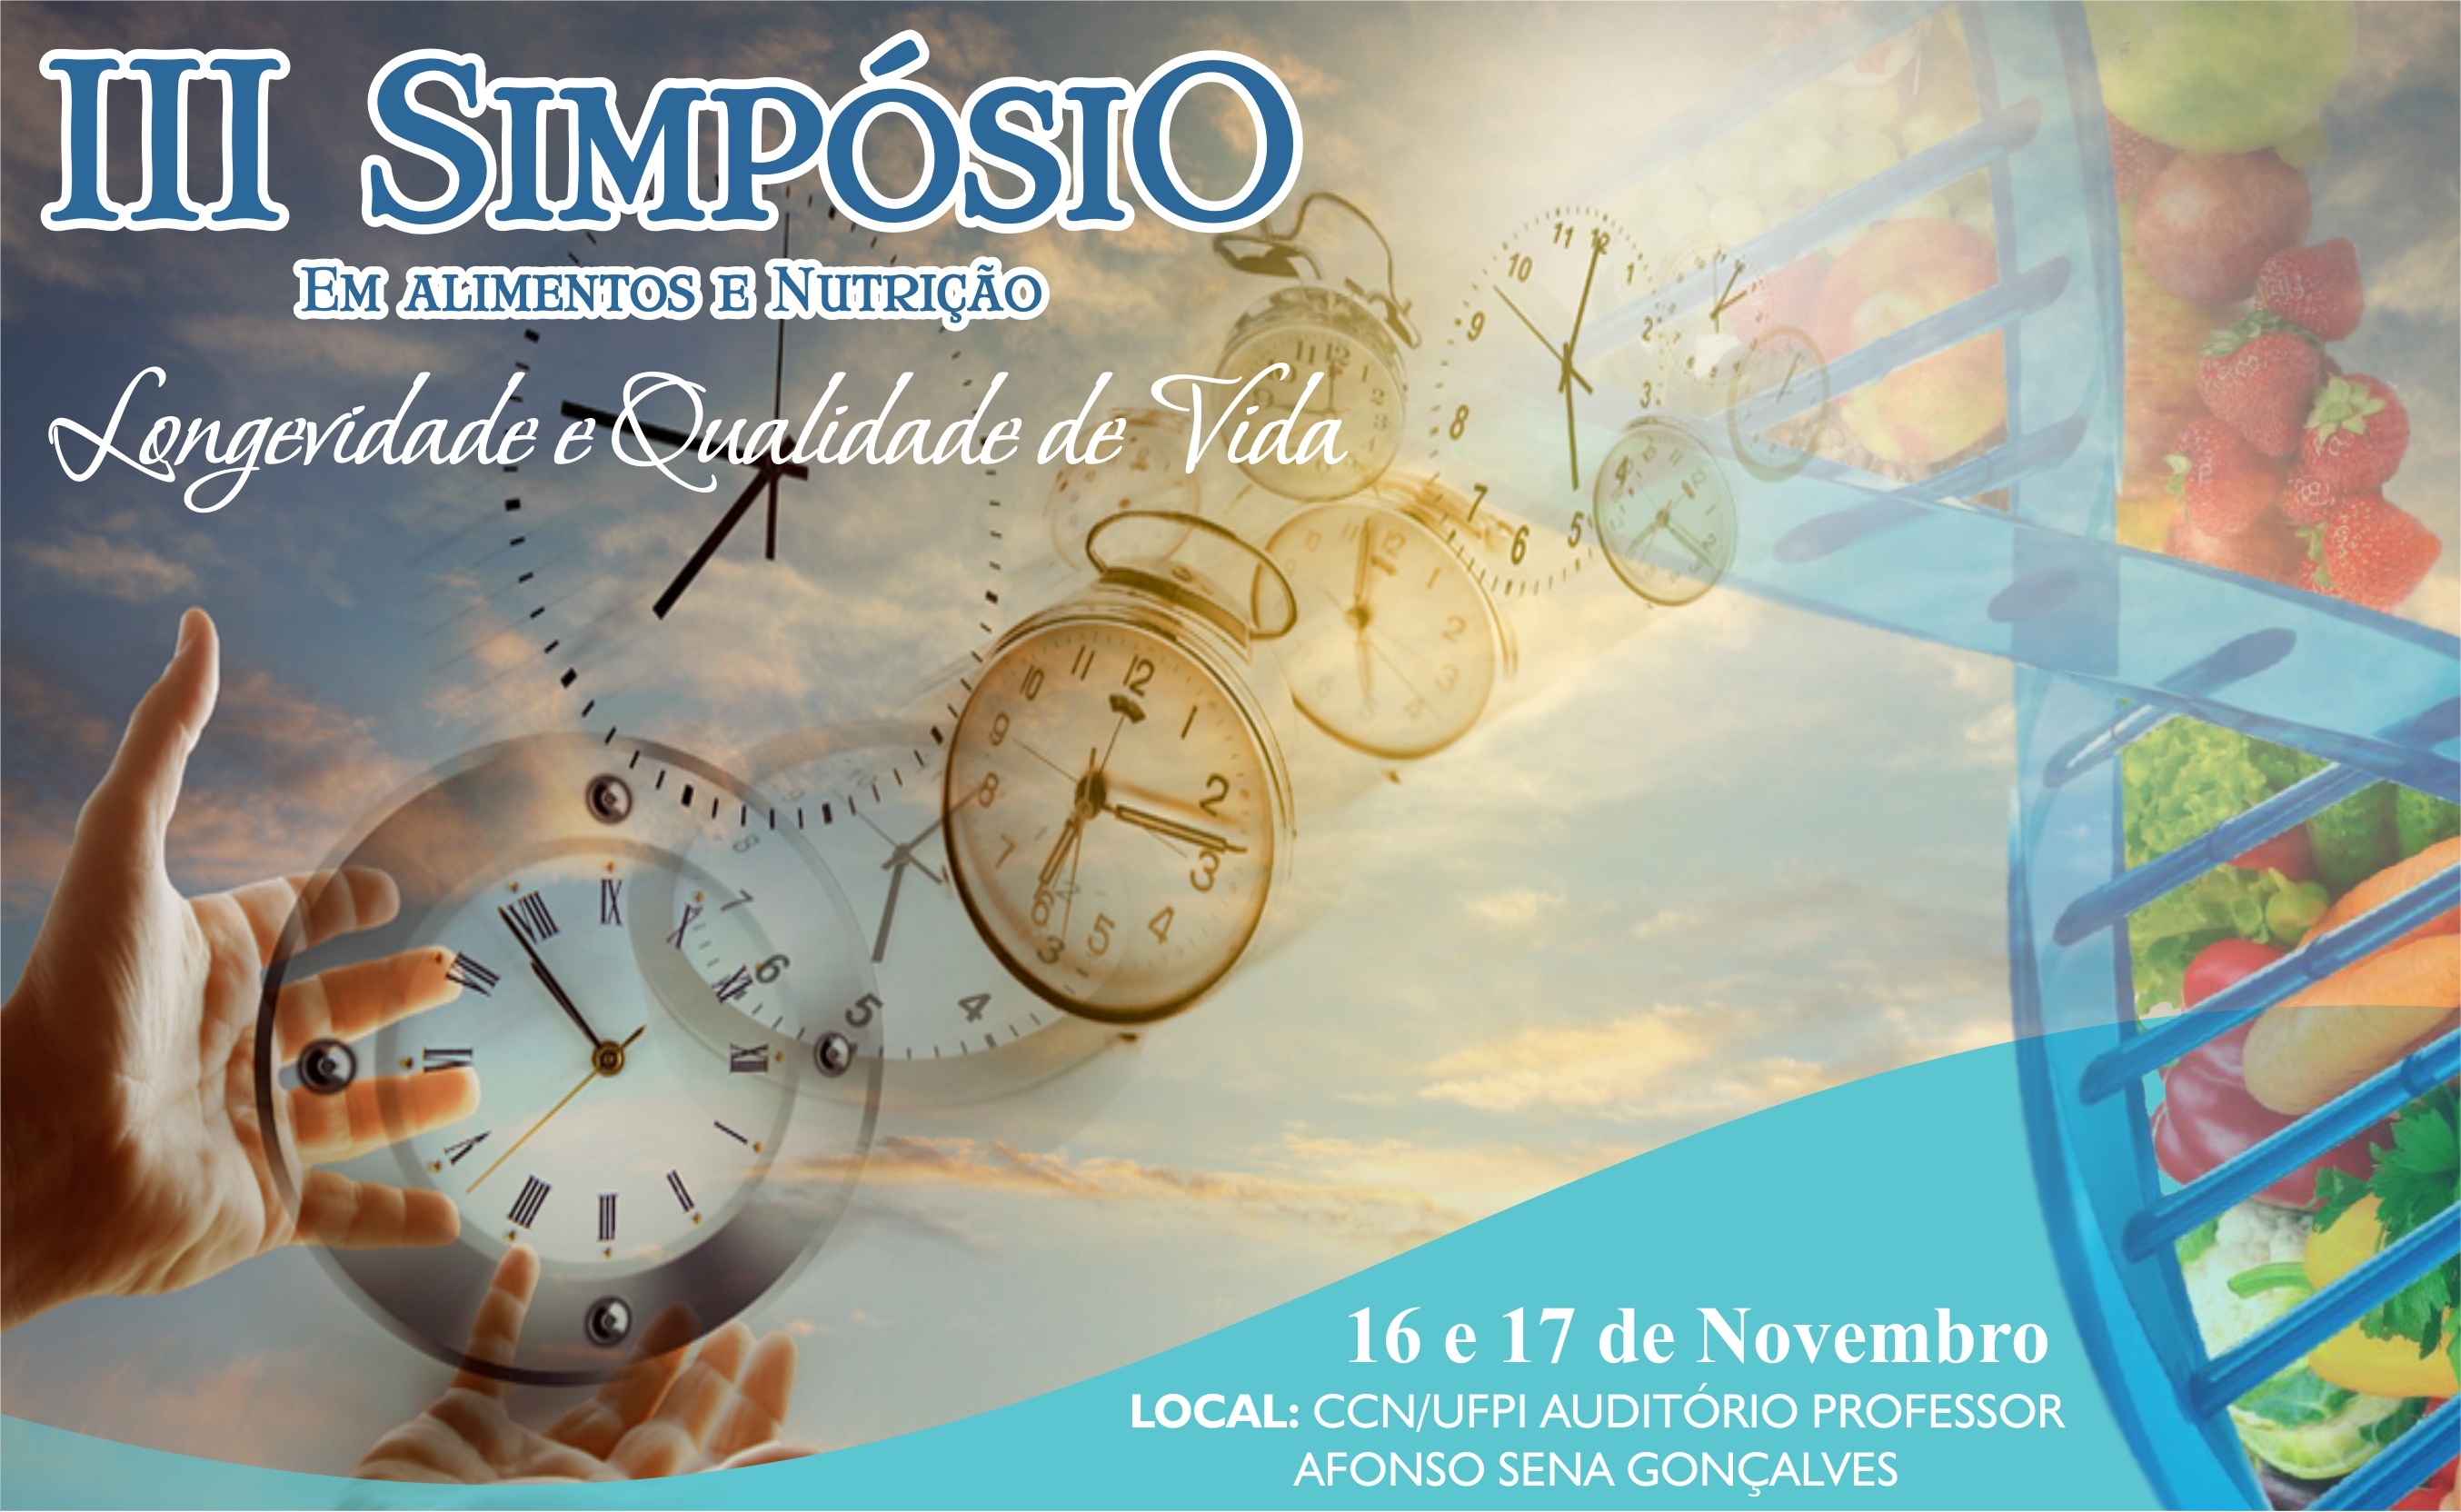 III SIMPÓSIO
EM ALIMENTOS E NUTRIÇÃO
Longevidade e Qualidade de Vida
16 e 17 de Novembro
LOCAL: CCN/UFPI AUDITÓRIO PROFESSOR
AFONSO SENA GONÇALVES